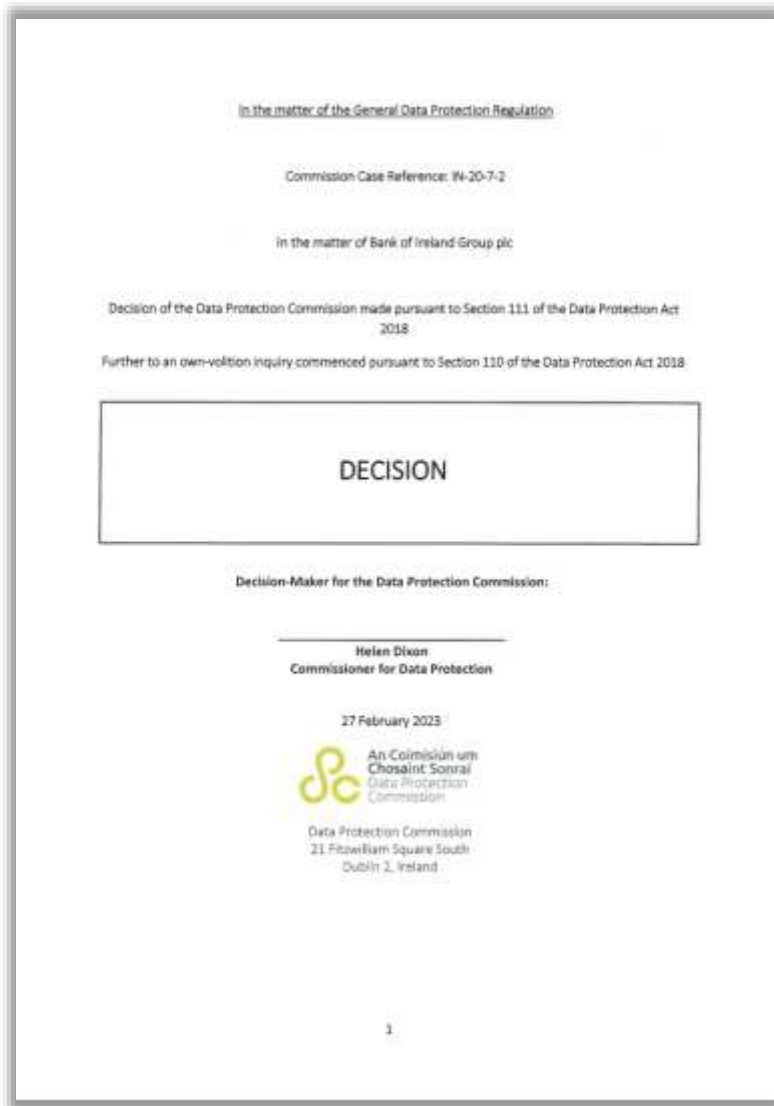 In the matter of the General Data Protection Regulation
Commission Case Reference: IN-20-7-2
In the matter of Bank of Ireland Group plc
Decision of the Data Protection Commission made pursuant to Section 111 of the Data Protection Act
2018
Further to an own-volition inquiry commenced pursuant to Section 110 of the Data Protection Act 2018
DECISION
Decision-Maker for the Data Protection Commission:
Helen Dixon
Commissioner for Data Protection
27 February 2023
An Coimisiún um
Chosaint Sonraí
Data Protection
Commission
Data Protection Commission
21 Fitzwilliam Square South
Dublin 2, Ireland
1